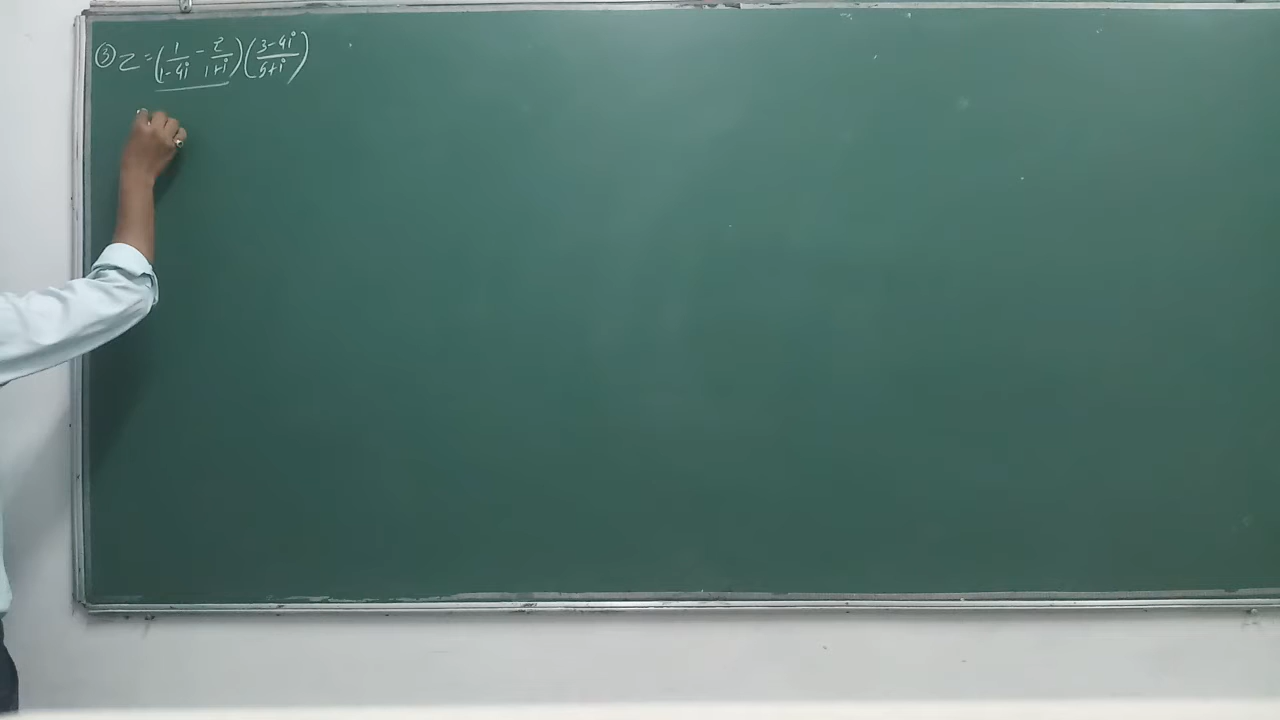 ③ z = (1/(1-4i) - 2/(1+i)) ((3-4i)/(5+i))